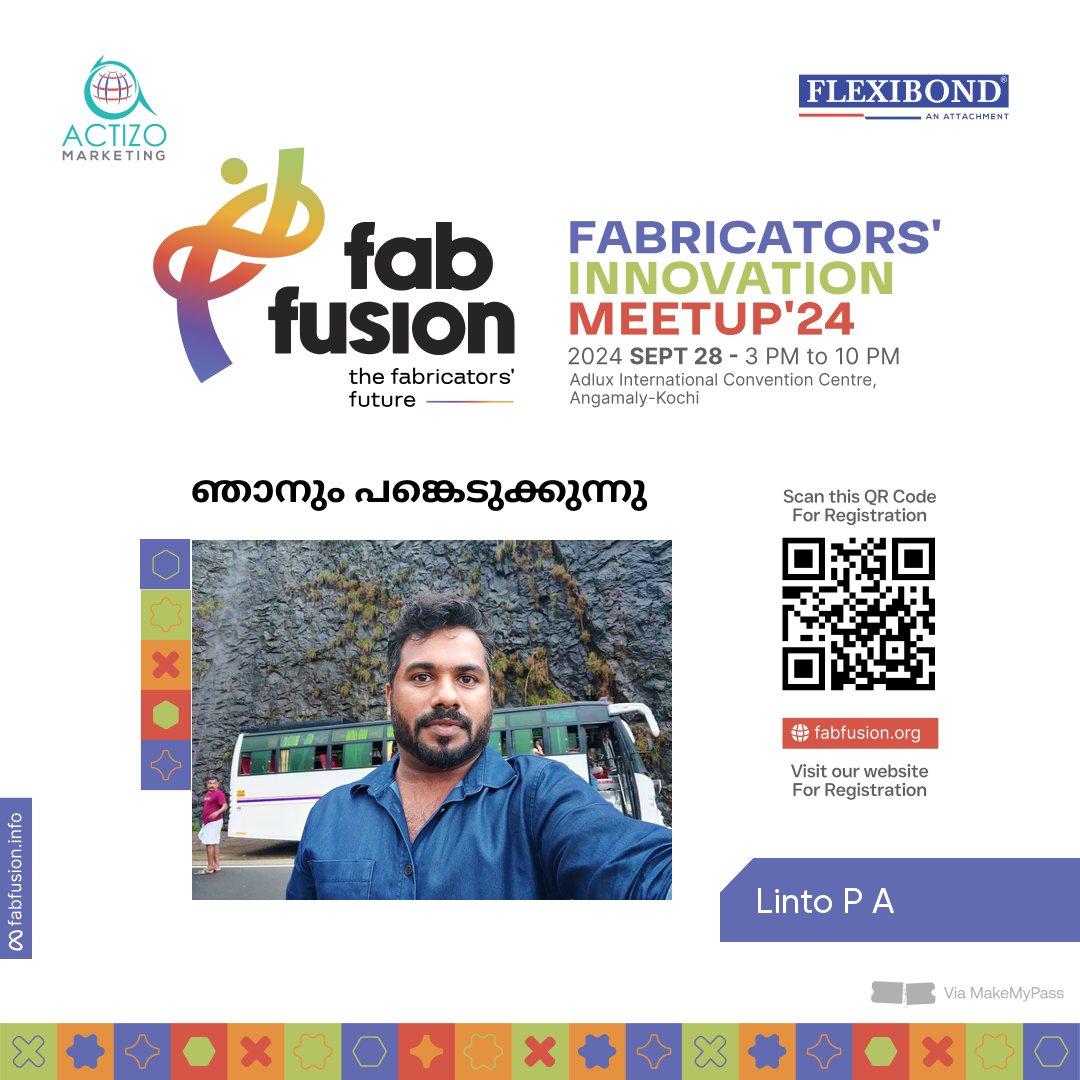 ACTIZO
MARKETING
FLEXIBOND®
AN ATTACHMENT
fab
fusion
the fabricators'
future
FABRICATORS'
INNOVATION
MEETUP'24
2024 SEPT 28 - 3 PM to 10 PM
Adlux International Convention Centre,
Angamaly-Kochi
ഞാനും പങ്കെടുക്കുന്നു
Scan this QR Code
For Registration
fabfusion.org
Visit our website
For Registration
fabfusion.info
Linto P A
Via MakeMyPass